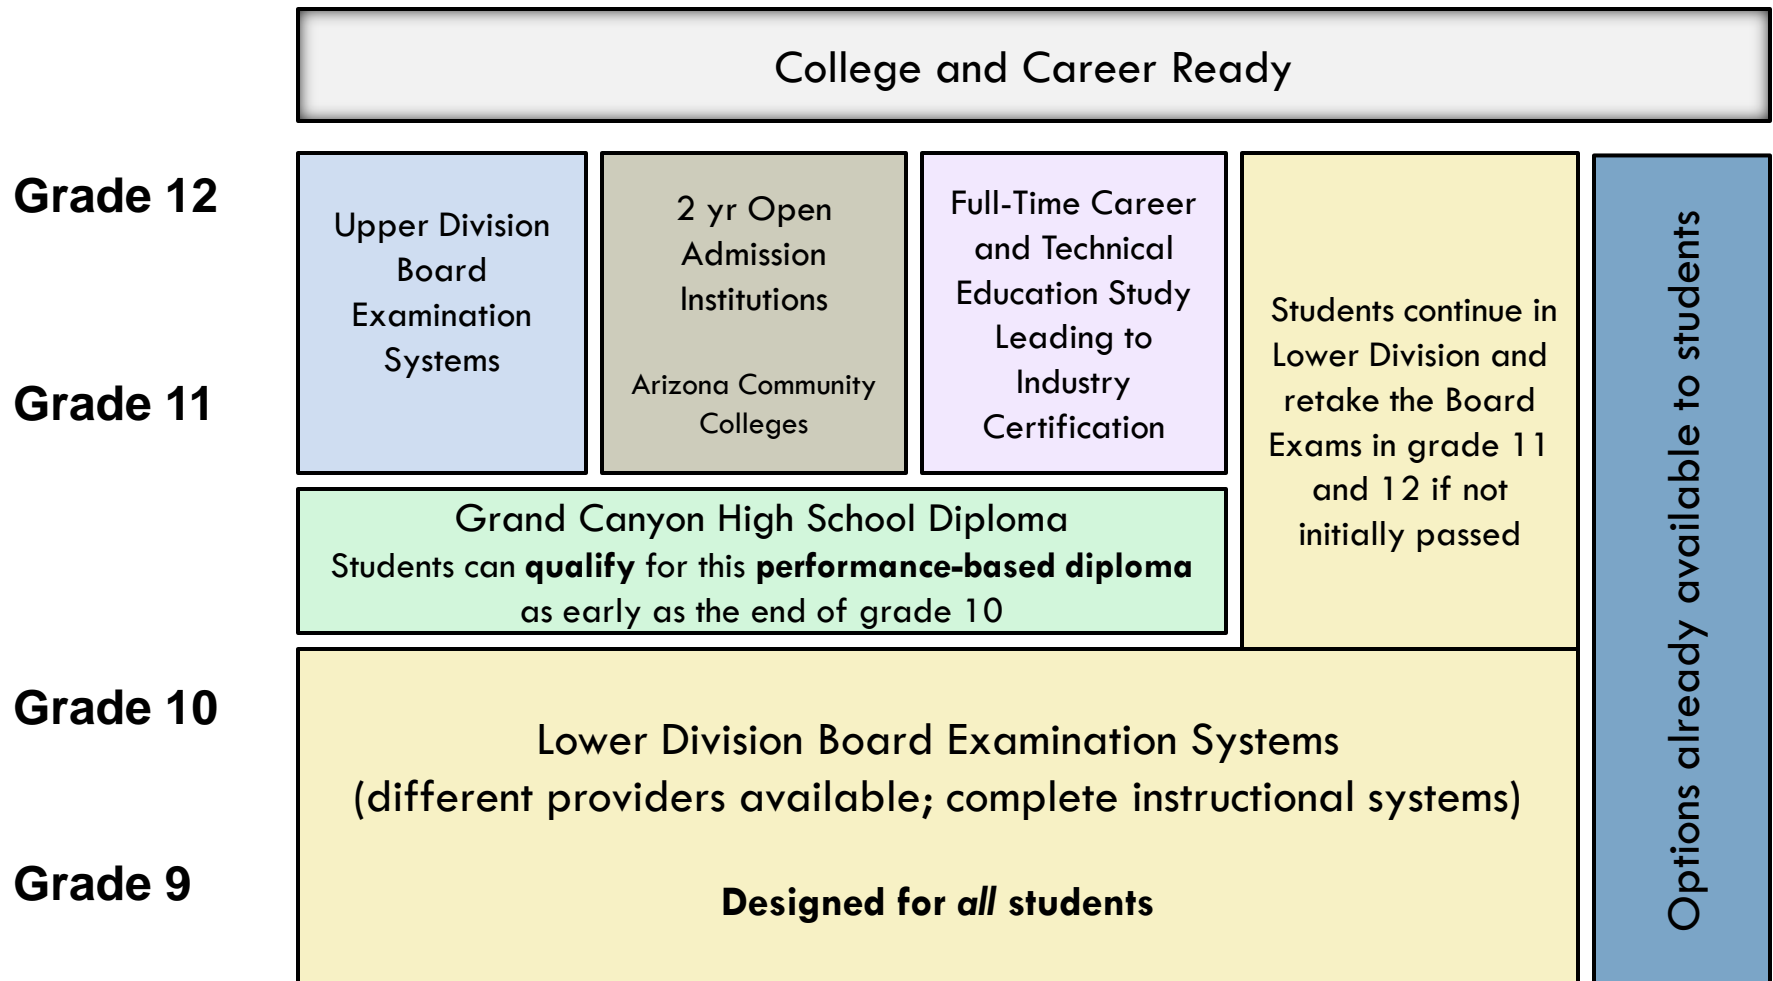 College and Career Ready
Grade 12
Grade 11
Grade 10
Grade 9
Upper Division
Board
Examination
Systems
2 yr Open
Admission
Institutions
Arizona Community
Colleges
Full-Time Career
and Technical
Education Study
Leading to
Industry
Certification
Students continue in
Lower Division and
retake the Board
Exams in grade 11
and 12 if not
initially passed
Options already available to students
Grand Canyon High School Diploma
Students can qualify for this performance-based diploma
as early as the end of grade 10
Lower Division Board Examination Systems
(different providers available; complete instructional systems)
Designed for all students